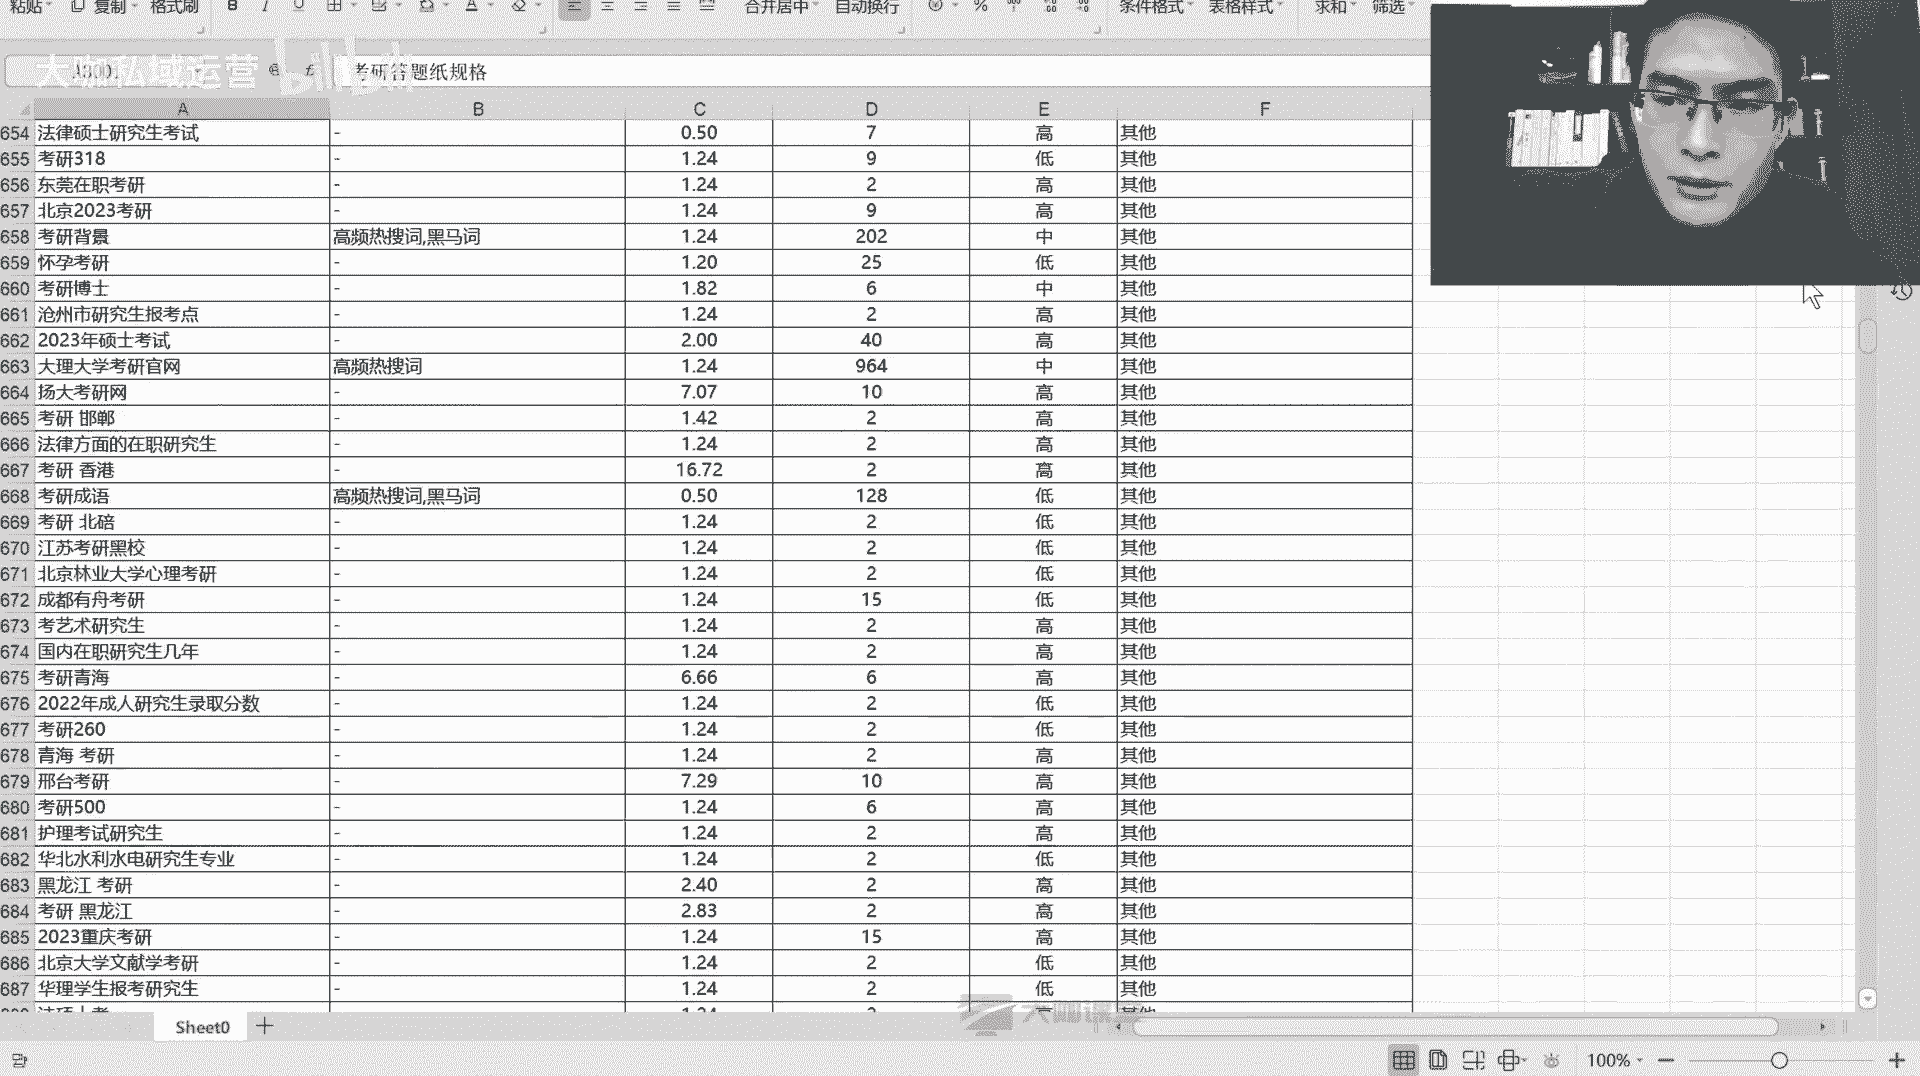 粘贴 复制 格式刷 B I U A 合并居中 自动换行 % 条件格式 表格样式 求和 筛选
大咖私域运营 bilibili 考研答题纸规格
A B C D E F
654 法律硕士研究生考试 - 0.50 7 高 其他
655 考研318 - 1.24 9 低 其他
656 东莞在职考研 - 1.24 2 高 其他
657 北京2023考研 - 1.24 9 高 其他
658 考研背景 高频热搜词,黑马词 1.24 202 中 其他
659 怀孕考研 - 1.20 25 低 其他
660 考研博士 - 1.82 6 中 其他
661 沧州市研究生报考点 - 1.24 2 高 其他
662 2023年硕士考试 - 2.00 40 高 其他
663 大理大学考研官网 高频热搜词 1.24 964 中 其他
664 扬大考研网 - 7.07 10 高 其他
665 考研 邯郸 - 1.42 2 高 其他
666 法律方面的在职研究生 - 1.24 2 高 其他
667 考研 香港 - 16.72 2 高 其他
668 考研成语 高频热搜词,黑马词 0.50 128 低 其他
669 考研 北碚 - 1.24 2 低 其他
670 江苏考研黑校 - 1.24 2 低 其他
671 北京林业大学心理考研 - 1.24 2 低 其他
672 成都有舟考研 - 1.24 15 低 其他
673 考艺术研究生 - 1.24 2 高 其他
674 国内在职研究生几年 - 1.24 2 高 其他
675 考研青海 - 6.66 6 高 其他
676 2022年成人研究生录取分数 - 1.24 2 低 其他
677 考研260 - 1.24 2 低 其他
678 青海 考研 - 1.24 2 高 其他
679 邢台考研 - 7.29 10 高 其他
680 考研500 - 1.24 6 高 其他
681 护理考试研究生 - 1.24 2 高 其他
682 华北水利水电研究生专业 - 1.24 2 低 其他
683 黑龙江 考研 - 2.40 2 高 其他
684 考研 黑龙江 - 2.83 2 高 其他
685 2023重庆考研 - 1.24 15 高 其他
686 北京大学文献学考研 - 1.24 2 低 其他
687 华理学生报考研究生 - 1.24 2 低 其他
大咖课堂
Sheet0
100%